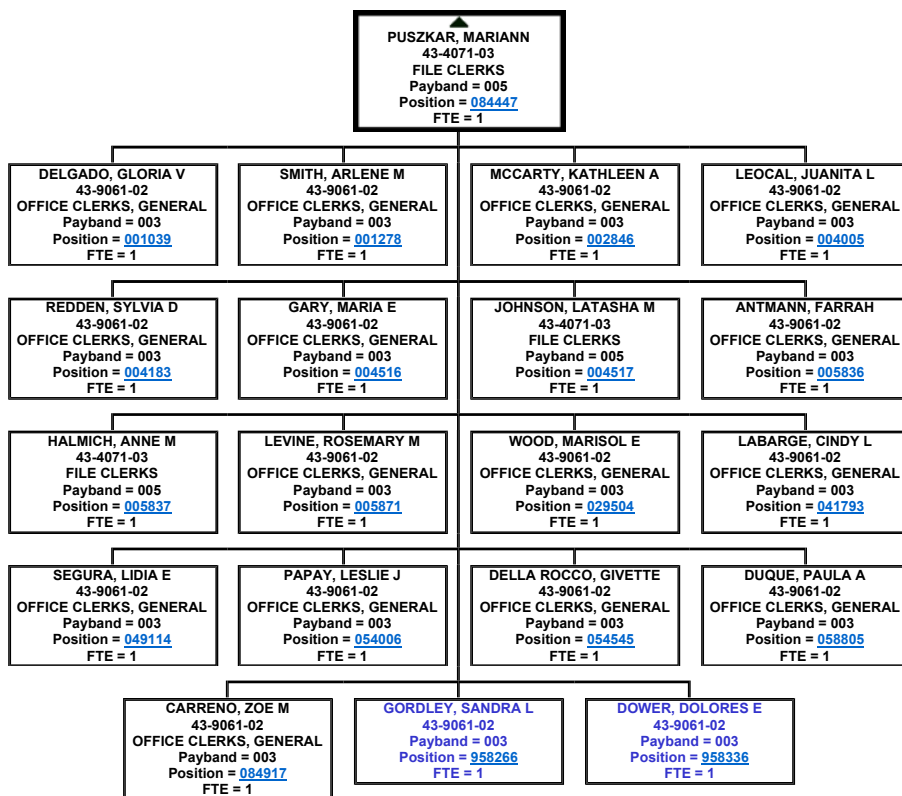 PUSZKAR, MARIANN
43-4071-03
FILE CLERKS
Payband = 005
Position = 084447
FTE = 1
DELGADO, GLORIA V
43-9061-02
OFFICE CLERKS, GENERAL
Payband = 003
Position = 001039
FTE = 1
SMITH, ARLENE M
43-9061-02
OFFICE CLERKS, GENERAL
Payband = 003
Position = 001278
FTE = 1
MCCARTY, KATHLEEN A
43-9061-02
OFFICE CLERKS, GENERAL
Payband = 003
Position = 002846
FTE = 1
LEOCAL, JUANITA L
43-9061-02
OFFICE CLERKS, GENERAL
Payband = 003
Position = 004005
FTE = 1
REDDEN, SYLVIA D
43-9061-02
OFFICE CLERKS, GENERAL
Payband = 003
Position = 004183
FTE = 1
GARY, MARIA E
43-9061-02
OFFICE CLERKS, GENERAL
Payband = 003
Position = 004516
FTE = 1
JOHNSON, LATASHA M
43-4071-03
FILE CLERKS
Payband = 005
Position = 004517
FTE = 1
ANTMANN, FARRAH
43-9061-02
OFFICE CLERKS, GENERAL
Payband = 003
Position = 005836
FTE = 1
HALMICH, ANNE M
43-4071-03
FILE CLERKS
Payband = 005
Position = 005837
FTE = 1
LEVINE, ROSEMARY M
43-9061-02
OFFICE CLERKS, GENERAL
Payband = 003
Position = 005871
FTE = 1
WOOD, MARISOL E
43-9061-02
OFFICE CLERKS, GENERAL
Payband = 003
Position = 029504
FTE = 1
LABARGE, CINDY L
43-9061-02
OFFICE CLERKS, GENERAL
Payband = 003
Position = 041793
FTE = 1
SEGURA, LIDIA E
43-9061-02
OFFICE CLERKS, GENERAL
Payband = 003
Position = 049114
FTE = 1
PAPAY, LESLIE J
43-9061-02
OFFICE CLERKS, GENERAL
Payband = 003
Position = 054006
FTE = 1
DELLA ROCCO, GIVETTE
43-9061-02
OFFICE CLERKS, GENERAL
Payband = 003
Position = 054545
FTE = 1
DUQUE, PAULA A
43-9061-02
OFFICE CLERKS, GENERAL
Payband = 003
Position = 058805
FTE = 1
CARRENO, ZOE M
43-9061-02
OFFICE CLERKS, GENERAL
Payband = 003
Position = 084917
FTE = 1
GORDLEY, SANDRA L
43-9061-02
Payband = 003
Position = 958266
FTE = 1
DOWER, DOLORES E
43-9061-02
Payband = 003
Position = 958336
FTE = 1